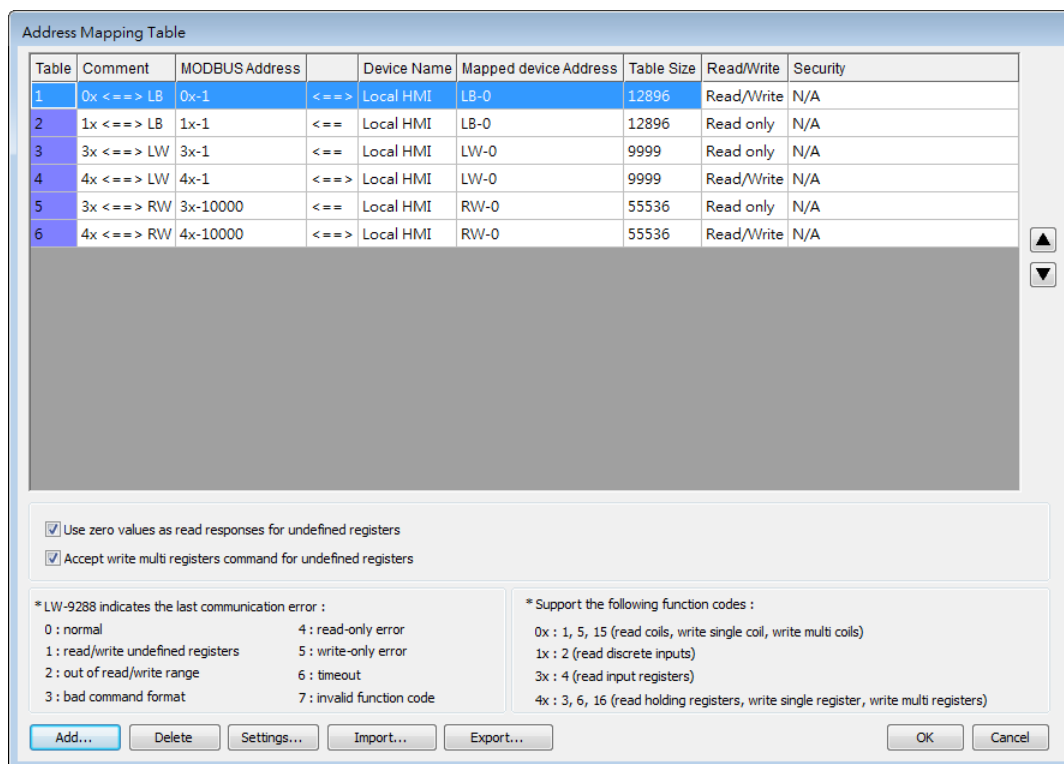 Address Mapping Table
Table Comment MODBUS Address Device Name Mapped device Address Table Size Read/Write Security
1 0x <==> LB 0x-1 <==> Local HMI LB-0 12896 Read/Write N/A
2 1x <==> LB 1x-1 <== Local HMI LB-0 12896 Read only N/A
3 3x <==> LW 3x-1 <== Local HMI LW-0 9999 Read only N/A
4 4x <==> LW 4x-1 <==> Local HMI LW-0 9999 Read/Write N/A
5 3x <==> RW 3x-10000 <== Local HMI RW-0 55536 Read only N/A
6 4x <==> RW 4x-10000 <==> Local HMI RW-0 55536 Read/Write N/A
Use zero values as read responses for undefined registers
Accept write multi registers command for undefined registers
* LW-9288 indicates the last communication error :
0 : normal
1 : read/write undefined registers
2 : out of read/write range
3 : bad command format
4 : read-only error
5 : write-only error
6 : timeout
7 : invalid function code
* Support the following function codes :
0x : 1, 5, 15 (read coils, write single coil, write multi coils)
1x : 2 (read discrete inputs)
3x : 4 (read input registers)
4x : 3, 6, 16 (read holding registers, write single register, write multi registers)
Add... Delete Settings... Import... Export... OK Cancel